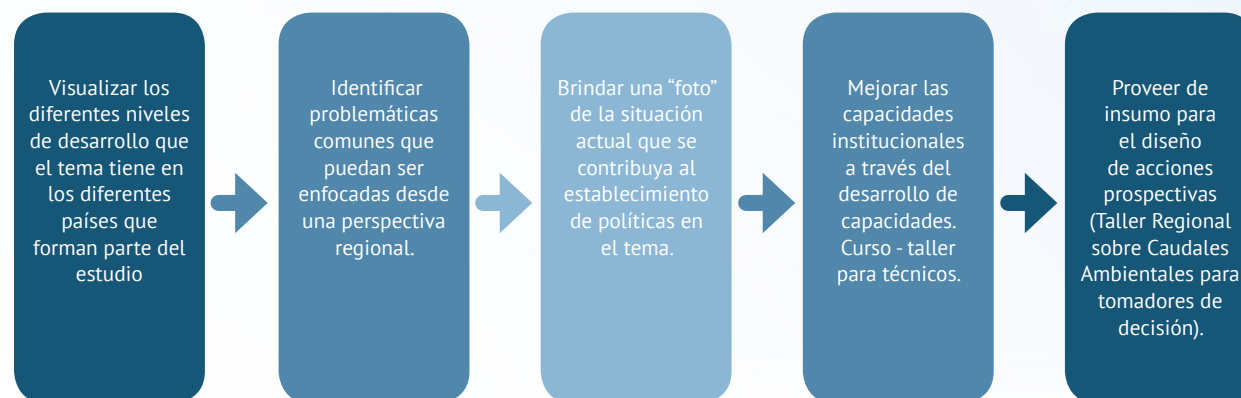 Visualizar los
diferentes niveles
de desarrollo que
el tema tiene en
los diferentes
países que
forman parte del
estudio
Identificar
problemáticas
comunes que
puedan ser
enfocadas desde
una perspectiva
regional.
Brindar una “foto”
de la situación
actual que se
contribuya al
establecimiento
de políticas en
el tema.
Mejorar las
capacidades
institucionales
a través del
desarrollo de
capacidades.
Curso - taller
para técnicos.
Proveer de
insumo para
el diseño
de acciones
prospectivas
(Taller Regional
sobre Caudales
Ambientales para
tomadores de
decisión).